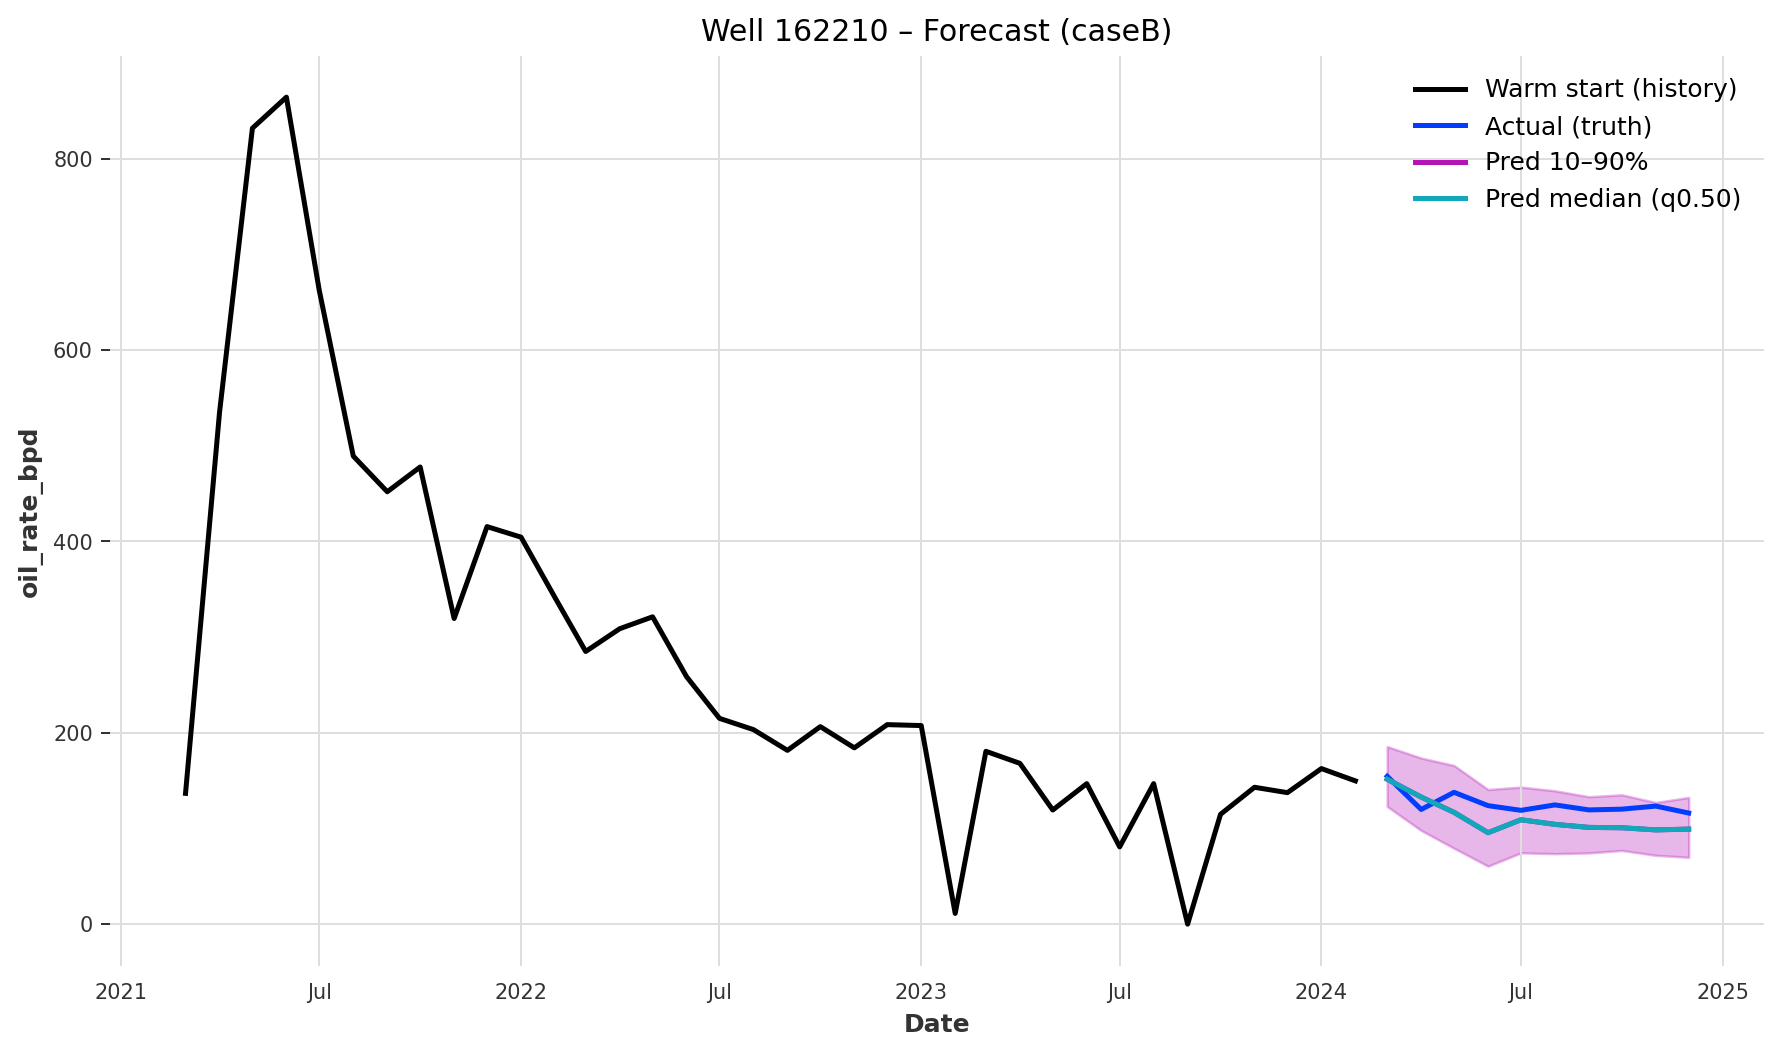 Well 162210 – Forecast (caseB)
Warm start (history)
Actual (truth)
Pred 10–90%
Pred median (q0.50)
oil_rate_bpd
800
600
400
200
0
2021
Jul
2022
Jul
2023
Jul
2024
Jul
2025
Date